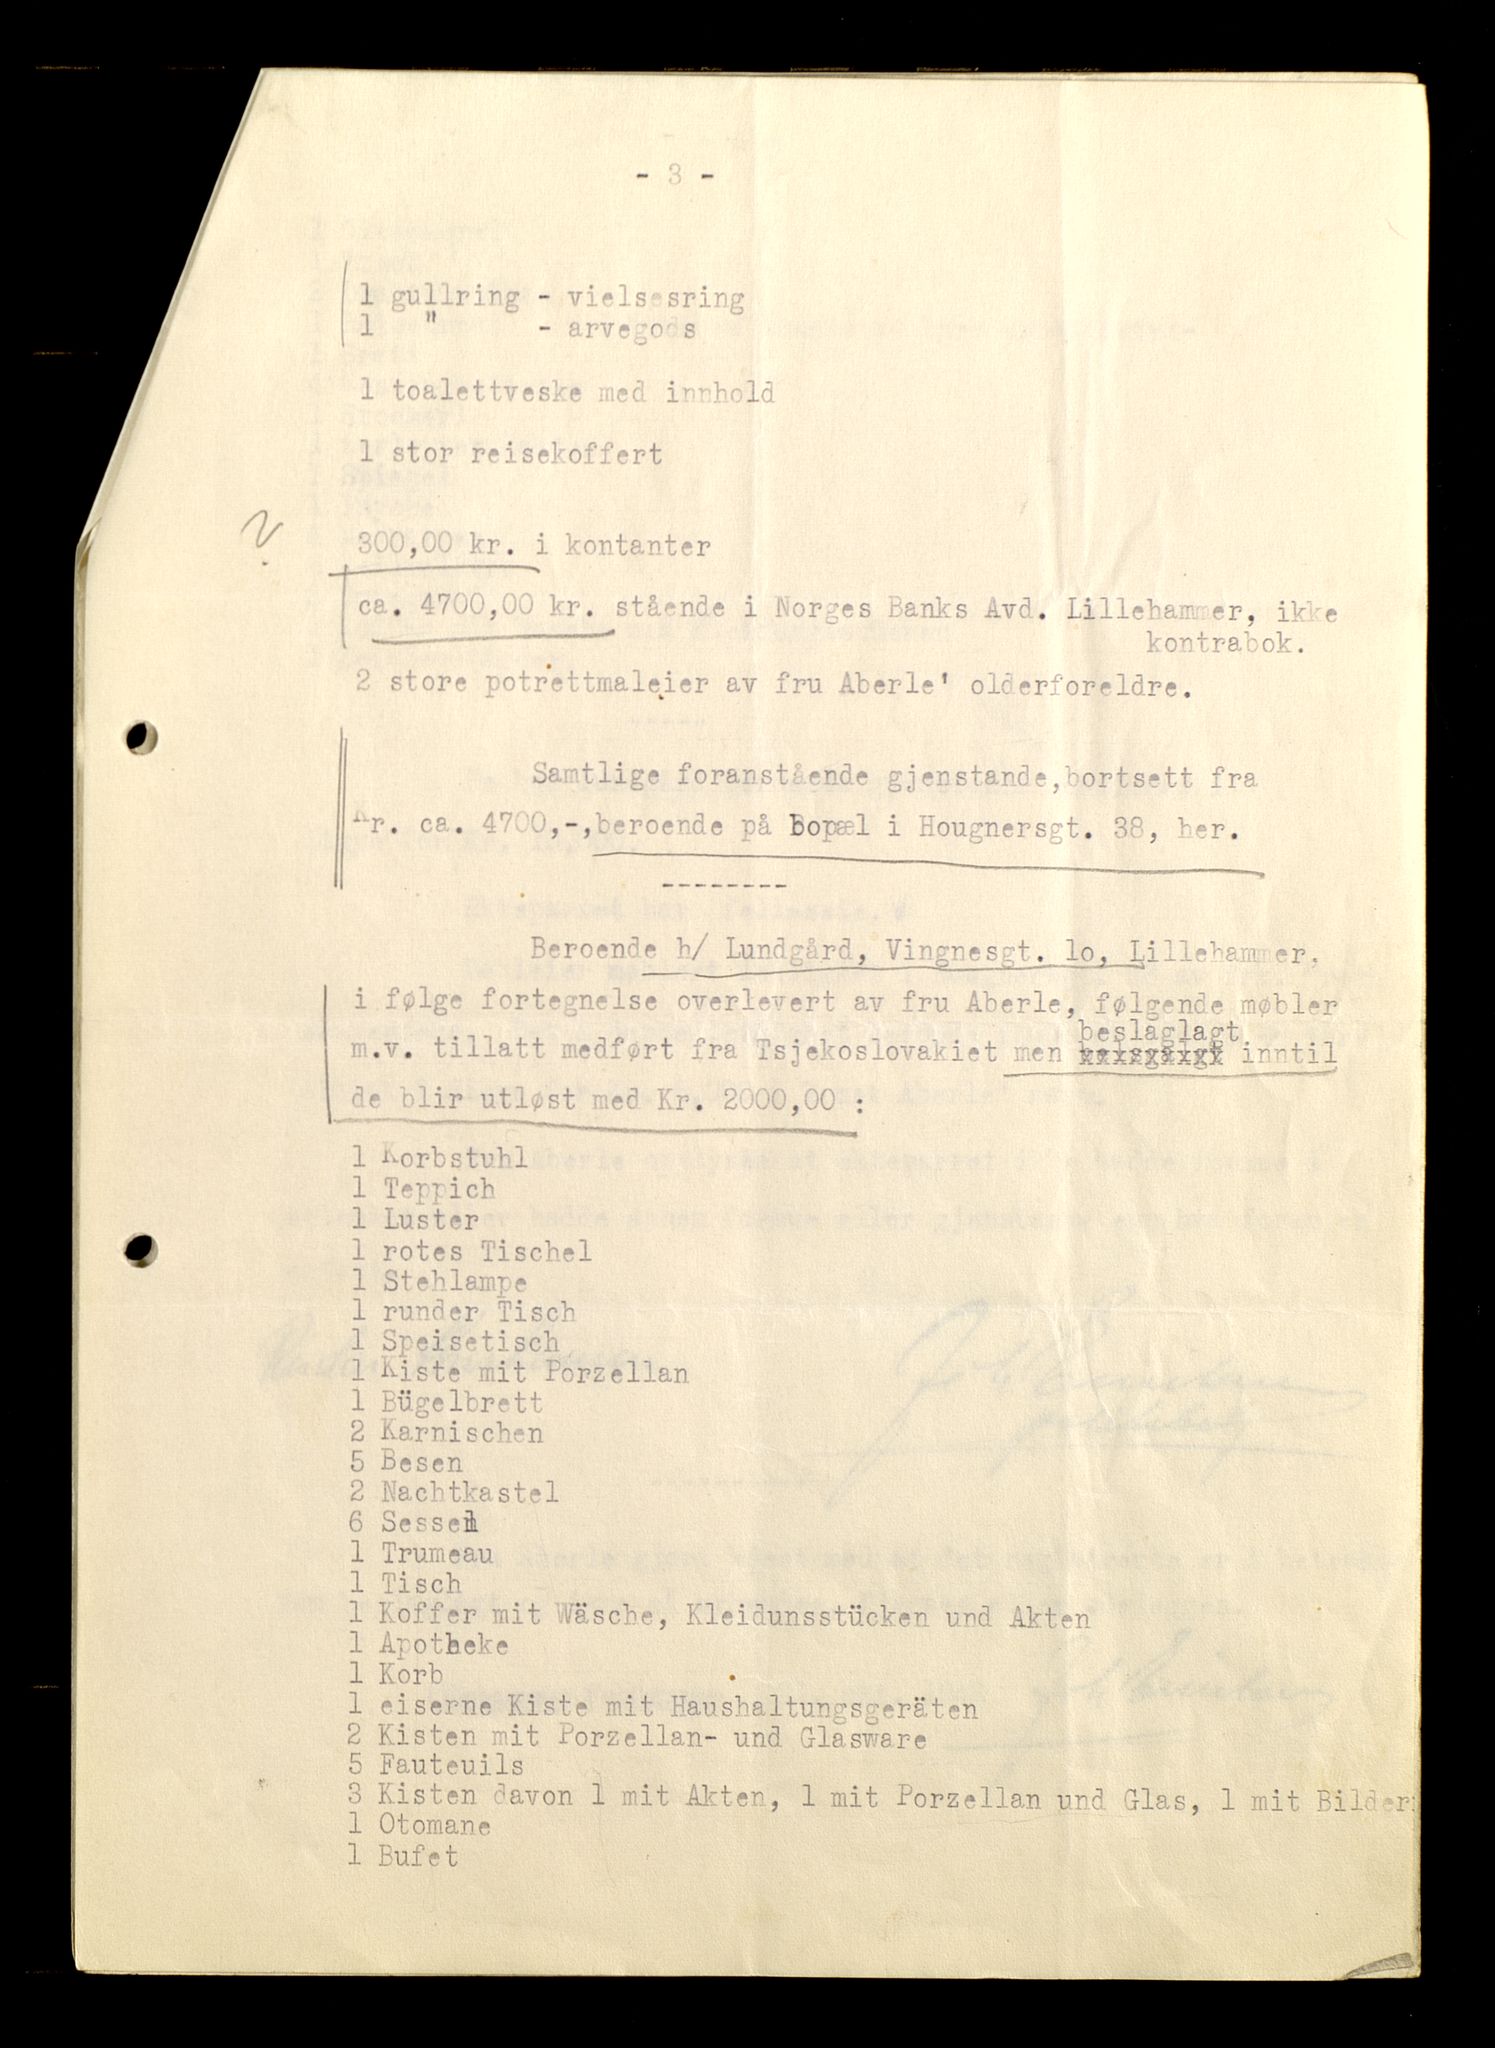 - 3 -
1 gullring - vielsesring
1 " - arvegods
1 toalettveske med innhold
1 stor reisekoffert
?
300,00 kr. i kontanter
ca. 4700,00 kr. stående i Norges Banks Avd. Lillehammer, ikke
kontrabok.
2 store potrettmaleier av fru Aberle' olderforeldre.
Samtlige foranstående gjenstande,bortsett fra
Kr. ca. 4700,-,beroende på Bopæl i Hougnersgt. 38, her.
--------
Beroende h/ Lundgård, Vingnesgt. lo, Lillehammer,
i følge fortegnelse overlevert av fru Aberle, følgende møbler
beslaglagt
m.v. tillatt medført fra Tsjekoslovakiet men inntil
de blir utløst med Kr. 2000,00 :
1 Korbstuhl
1 Teppich
1 Luster
1 rotes Tischel
1 Stehlampe
1 runder Tisch
1 Speisetisch
1 Kiste mit Porzellan
1 Bügelbrett
2 Karnischen
5 Besen
2 Nachtkastel
6 Sessel
1 Trumeau
1 Tisch
1 Koffer mit Wäsche, Kleidunsstücken und Akten
1 Apotheke
1 Korb
1 eiserne Kiste mit Haushaltungsgeräten
2 Kisten mit Porzellan- und Glasware
5 Fauteuils
3 Kisten davon 1 mit Akten, 1 mit Porzellan und Glas, 1 mit Bilder
1 Otomane
1 Bufet